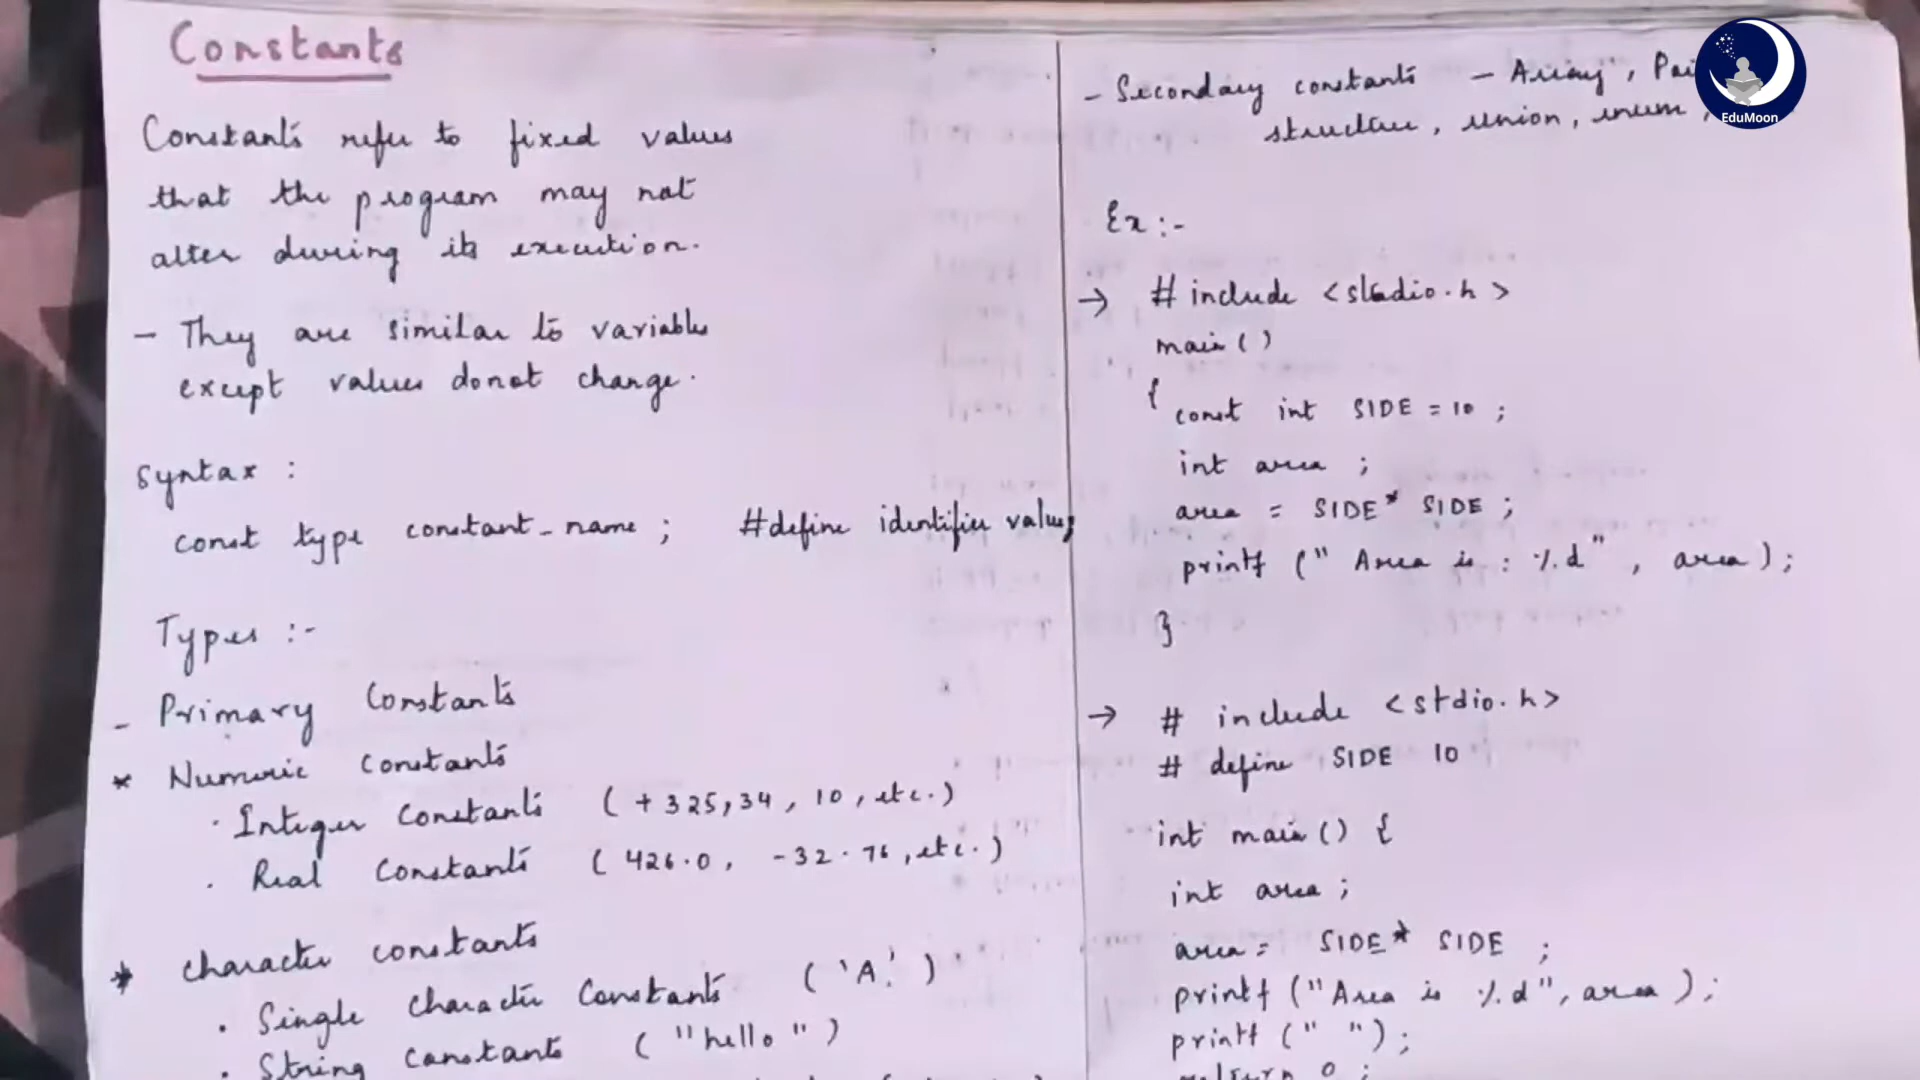 Constants
Constants refer to fixed values
that the program may not
alter during its execution.
- They are similar to variables
except values donot change.
Syntax :
const type constant_name ; #define identifier value;
Types :-
- Primary Constants
* Numeric constants
· Integer Constants ( +325, 34, 10, etc.)
· Real Constants ( 426.0, -32.76, etc.)
* Character constants
· Single Character Constants ('A')
· String constants ( "hello" )
- Secondary constants - Array,
structure, union, enum,
Ex :-
→ # include <stdio.h>
main ( )
{
const int SIDE = 10 ;
int area ;
area = SIDE * SIDE ;
printf (" Area is : %d" , area ) ;
}
→ # include <stdio.h>
# define SIDE 10
int main () {
int area ;
area = SIDE * SIDE ;
printf ("Area is %d", area ) ;
printf (" ");
return 0 ;
EduMoon